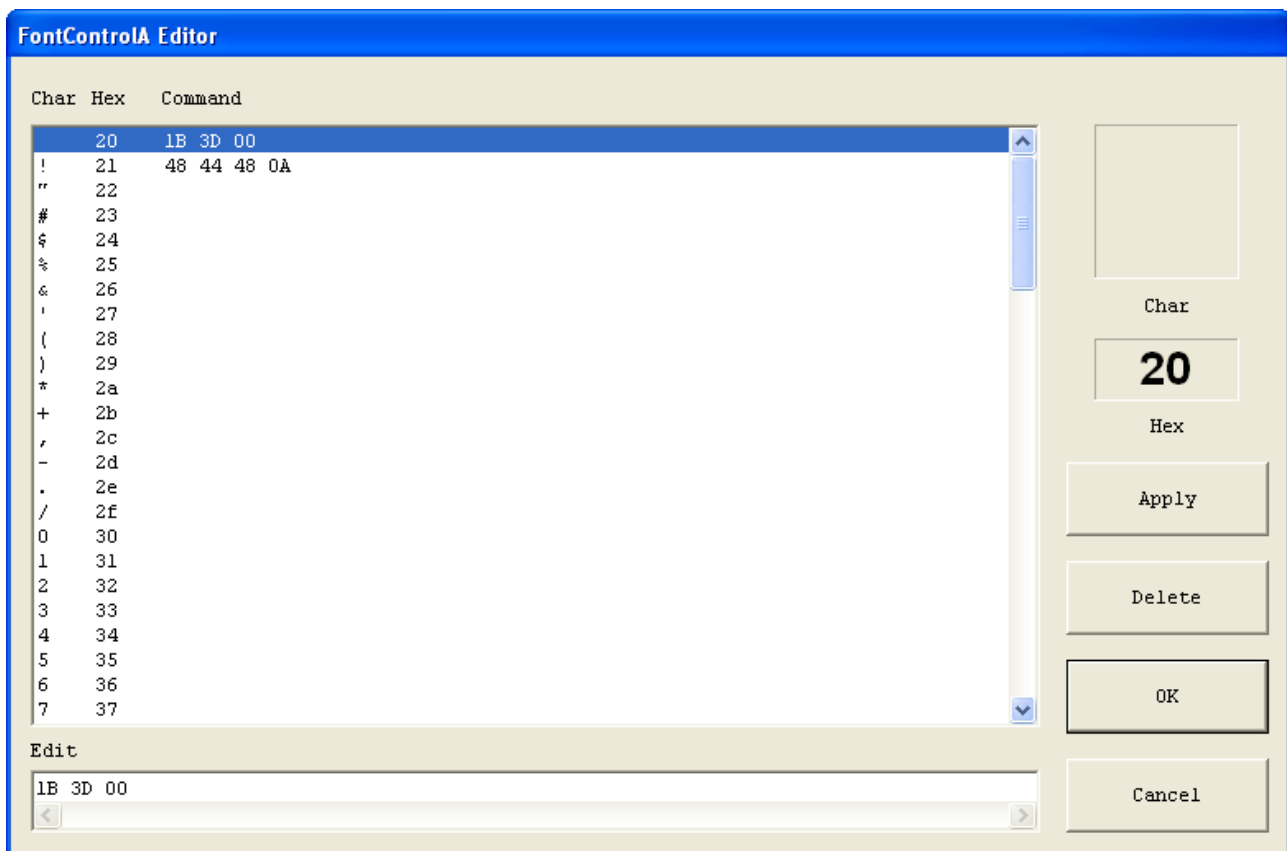 FontControlA Editor
Char Hex Command
20 1B 3D 00
! 21 48 44 48 0A
" 22
# 23
$ 24
% 25
& 26
' 27
( 28
) 29
* 2a
+ 2b
, 2c
- 2d
. 2e
/ 2f
0 30
1 31
2 32
3 33
4 34
5 35
6 36
7 37
Char
20
Hex
Apply
Delete
OK
Cancel
Edit
1B 3D 00